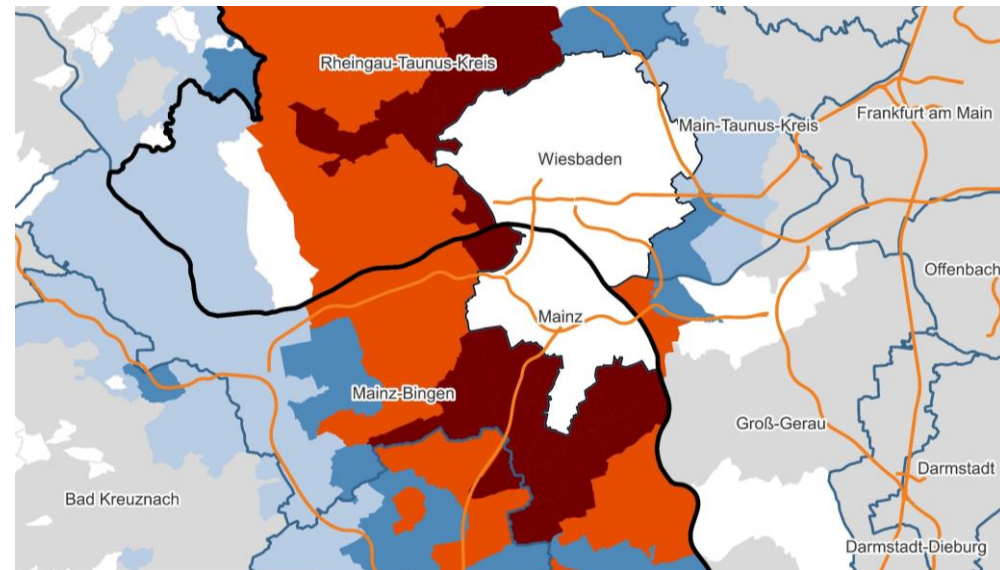 Rheingau-Taunus-Kreis
Frankfurt am Main
Main-Taunus-Kreis
Wiesbaden
Offenbach
Mainz
Mainz-Bingen
Groß-Gerau
Darmstadt
Bad Kreuznach
Darmstadt-Dieburg